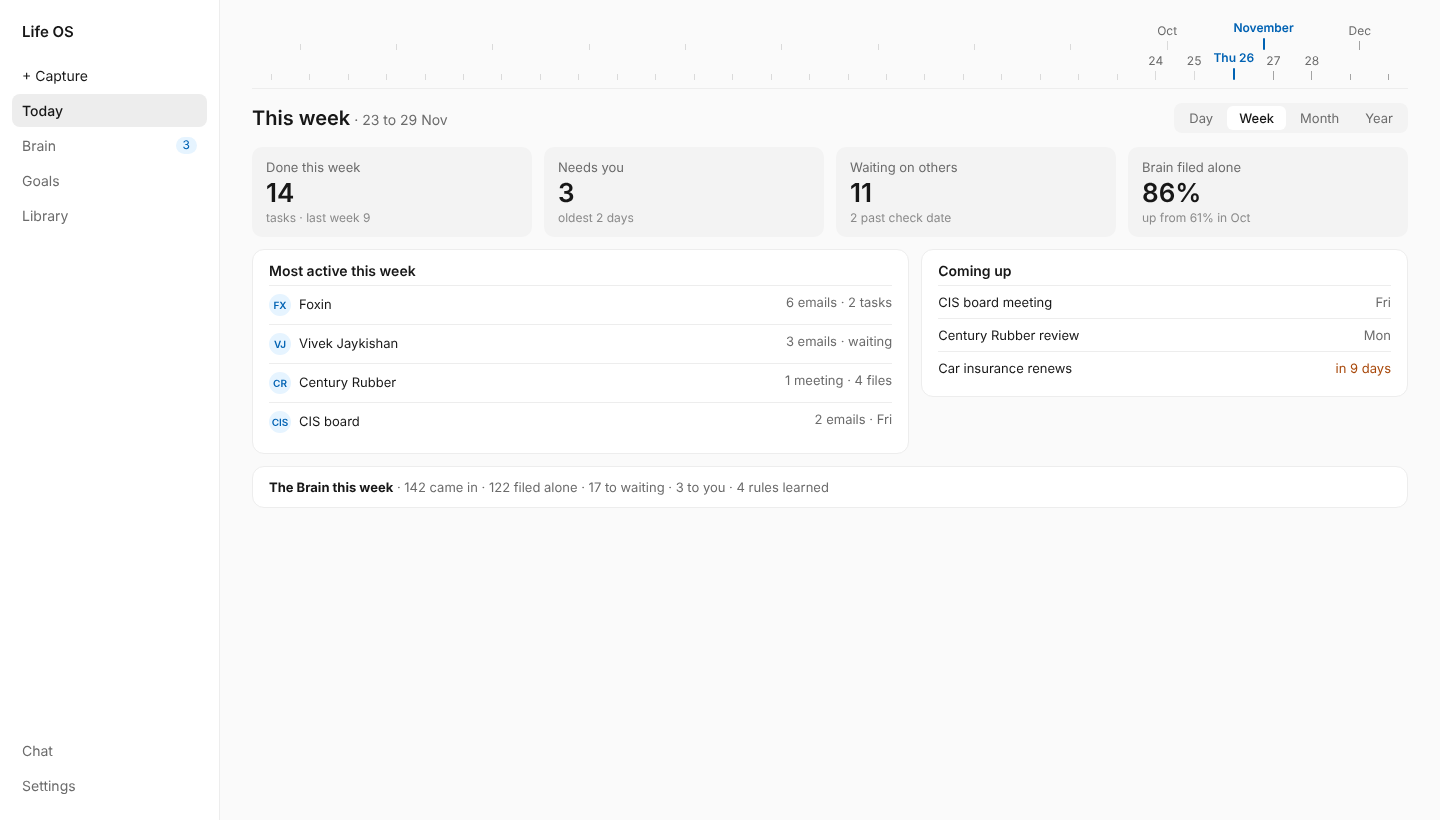 Life OS
+ Capture
Today
Brain 3
Goals
Library
Chat
Settings
Oct November Dec
24 25 Thu 26 27 28
This week · 23 to 29 Nov
Day Week Month Year
Done this week
14
tasks · last week 9
Needs you
3
oldest 2 days
Waiting on others
11
2 past check date
Brain filed alone
86%
up from 61% in Oct
Most active this week
FX Foxin 6 emails · 2 tasks
VJ Vivek Jaykishan 3 emails · waiting
CR Century Rubber 1 meeting · 4 files
CIS CIS board 2 emails · Fri
Coming up
CIS board meeting Fri
Century Rubber review Mon
Car insurance renews in 9 days
The Brain this week · 142 came in · 122 filed alone · 17 to waiting · 3 to you · 4 rules learned